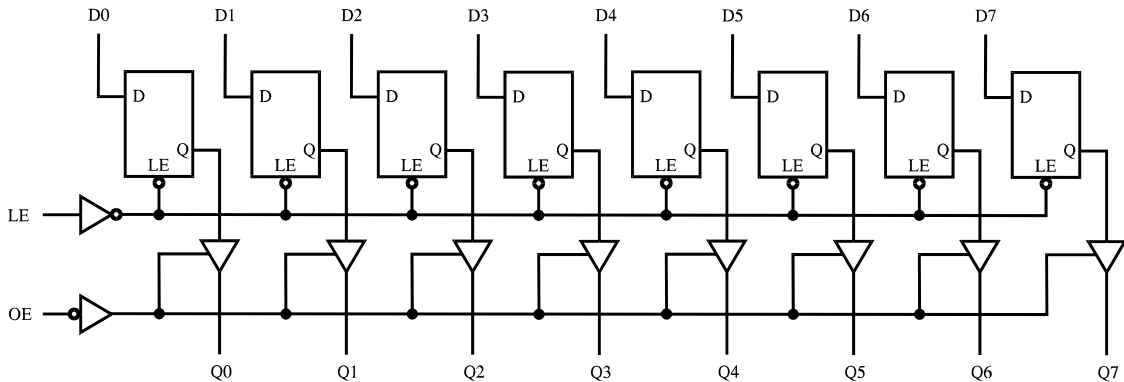 D0 D1 D2 D3 D4 D5 D6 D7
D D D D D D D D
Q Q Q Q Q Q Q Q
LE LE LE LE LE LE LE LE
LE
OE
Q0 Q1 Q2 Q3 Q4 Q5 Q6 Q7